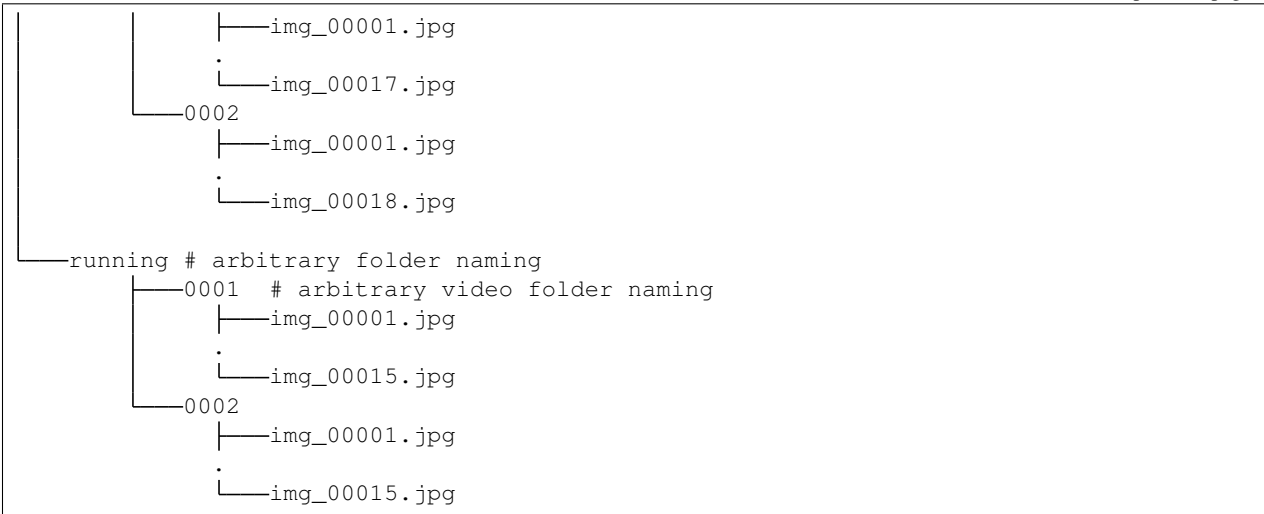 ├───img_00001.jpg
.
└───img_00017.jpg
└───0002
├───img_00001.jpg
.
└───img_00018.jpg
└───running # arbitrary folder naming
├───0001  # arbitrary video folder naming
├───img_00001.jpg
.
└───img_00015.jpg
└───0002
├───img_00001.jpg
.
└───img_00015.jpg